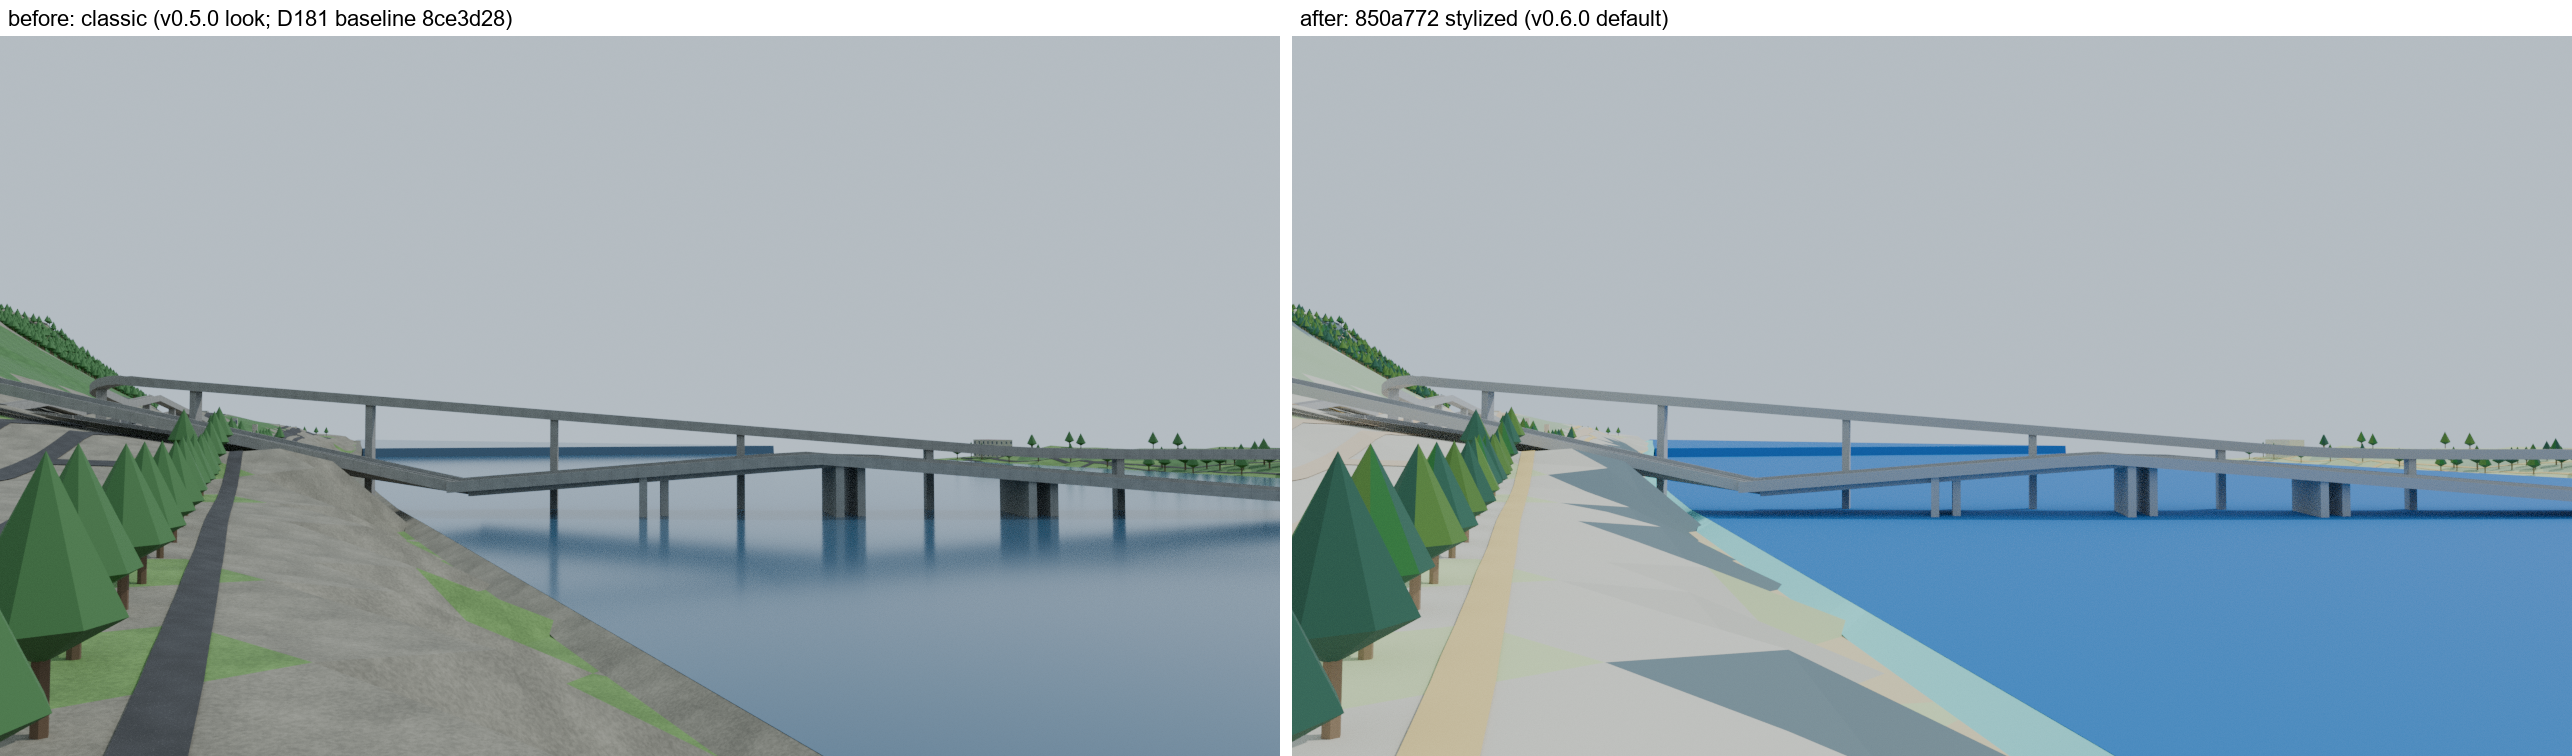 before: classic (v0.5.0 look; D181 baseline 8ce3d28)
after: 850a772 stylized (v0.6.0 default)